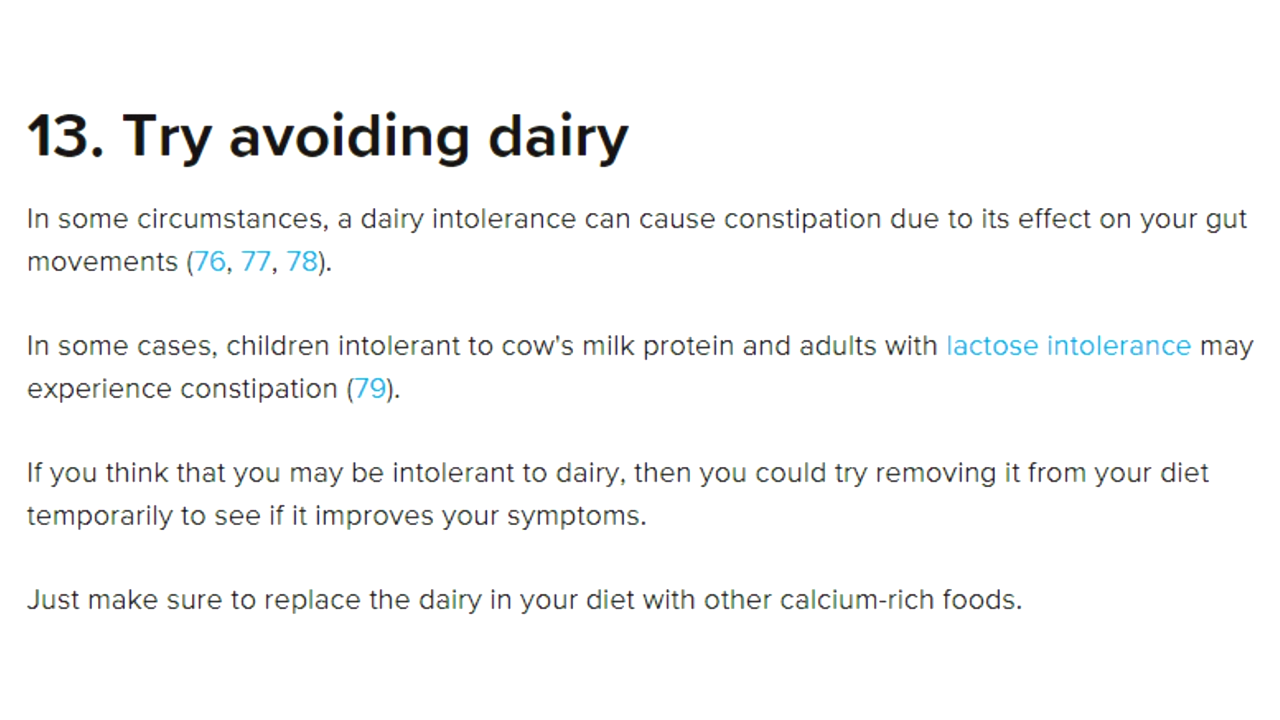 13. Try avoiding dairy
In some circumstances, a dairy intolerance can cause constipation due to its effect on your gut
movements (76, 77, 78).
In some cases, children intolerant to cow's milk protein and adults with lactose intolerance may
experience constipation (79).
If you think that you may be intolerant to dairy, then you could try removing it from your diet
temporarily to see if it improves your symptoms.
Just make sure to replace the dairy in your diet with other calcium-rich foods.